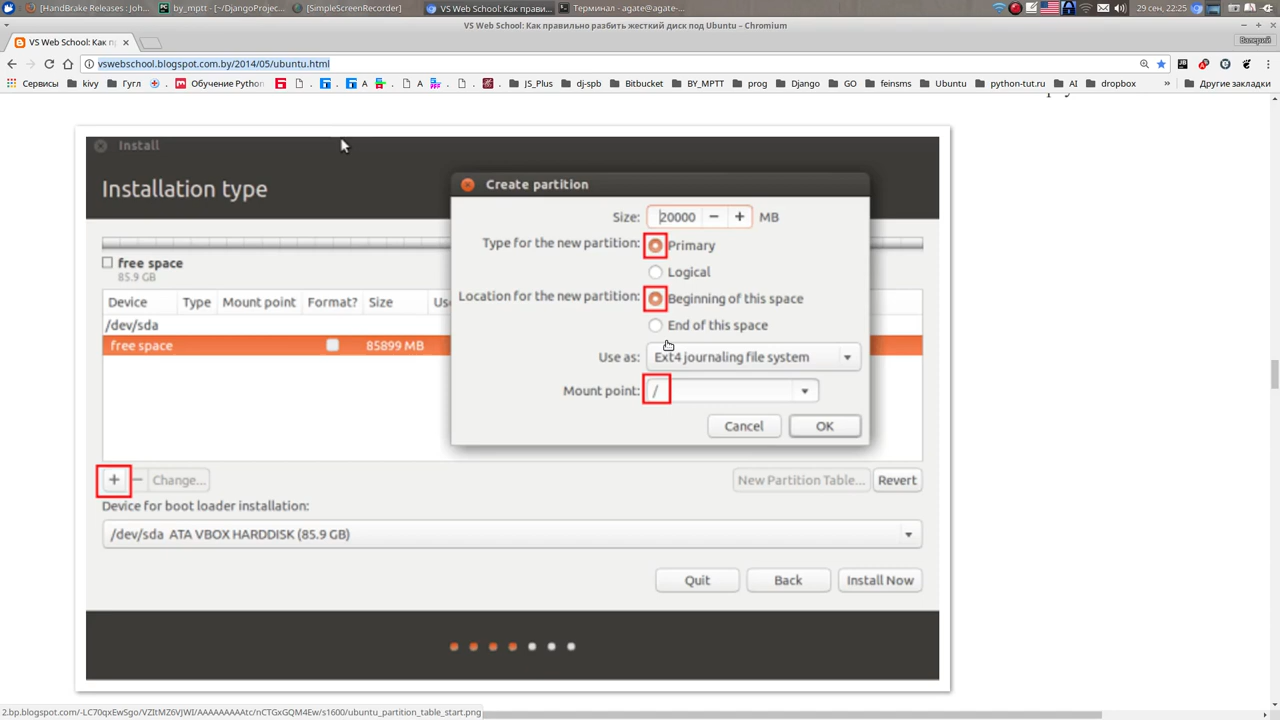 [HandBrake Releases : Joh...
by_mptt - [~/DjangoProjec...
[SimpleScreenRecorder]
VS Web School: Как прави...
Терминал - agate@agate-...
29 сен, 22:25
Валерий
VS Web School: Как правильно разбить жесткий диск под Ubuntu - Chromium
VS Web School: Как п
Валерий
vswebschool.blogspot.com.by/2014/05/ubuntu.html
Сервисы
kivy
Гугл
Обучение Python
A
A
JS_Plus
dj-spb
Bitbucket
BY_MPTT
prog
Django
GO
feinsms
Ubuntu
python-tut.ru
AI
dropbox
Другие закладки
Install
Installation type
Create partition
Size: 20000 MB
Type for the new partition: Primary
Logical
Location for the new partition: Beginning of this space
End of this space
Use as: Ext4 journaling file system
Mount point: /
Cancel OK
free space
85.9 GB
Device Type Mount point Format? Size Use
/dev/sda
free space 85899 MB
+ − Change...
New Partition Table... Revert
Device for boot loader installation:
/dev/sda ATA VBOX HARDDISK (85.9 GB)
Quit Back Install Now
2.bp.blogspot.com/-LC70qxEwSgo/VZItMZ6VJWI/AAAAAAAAAtc/nCTGxGQM4Ew/s1600/ubuntu_partition_table_start.png